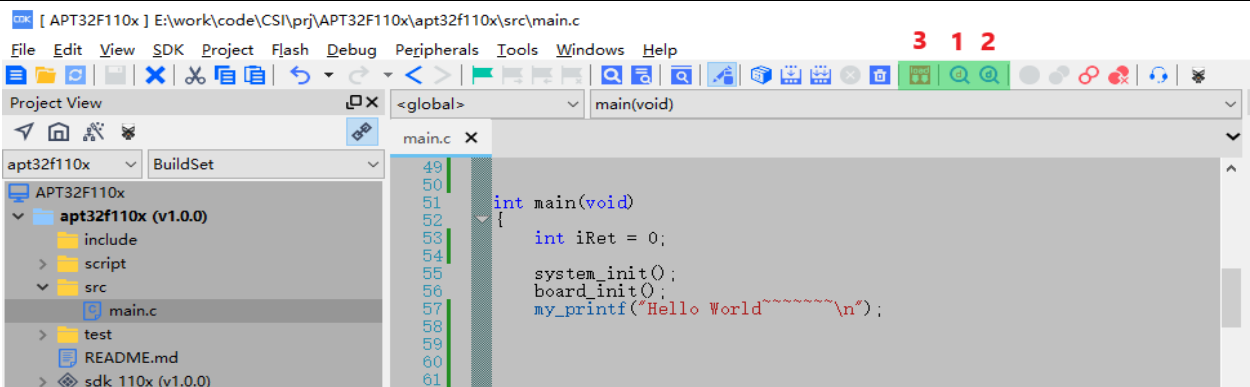 CDK [ APT32F110x ] E:\work\code\CSI\prj\APT32F110x\apt32f110x\src\main.c
File Edit View SDK Project Flash Debug Peripherals Tools Windows Help
3 1 2
Project View
<global> main(void)
main.c
apt32f110x BuildSet
APT32F110x
apt32f110x (v1.0.0)
include
script
src
main.c
test
README.md
sdk_110x (v1.0.0)
49
50
51 int main(void)
52 {
53 int iRet = 0;
54
55 system_init();
56 board_init();
57 my_printf("Hello World~~~~~~~\n");
58
59
60
61